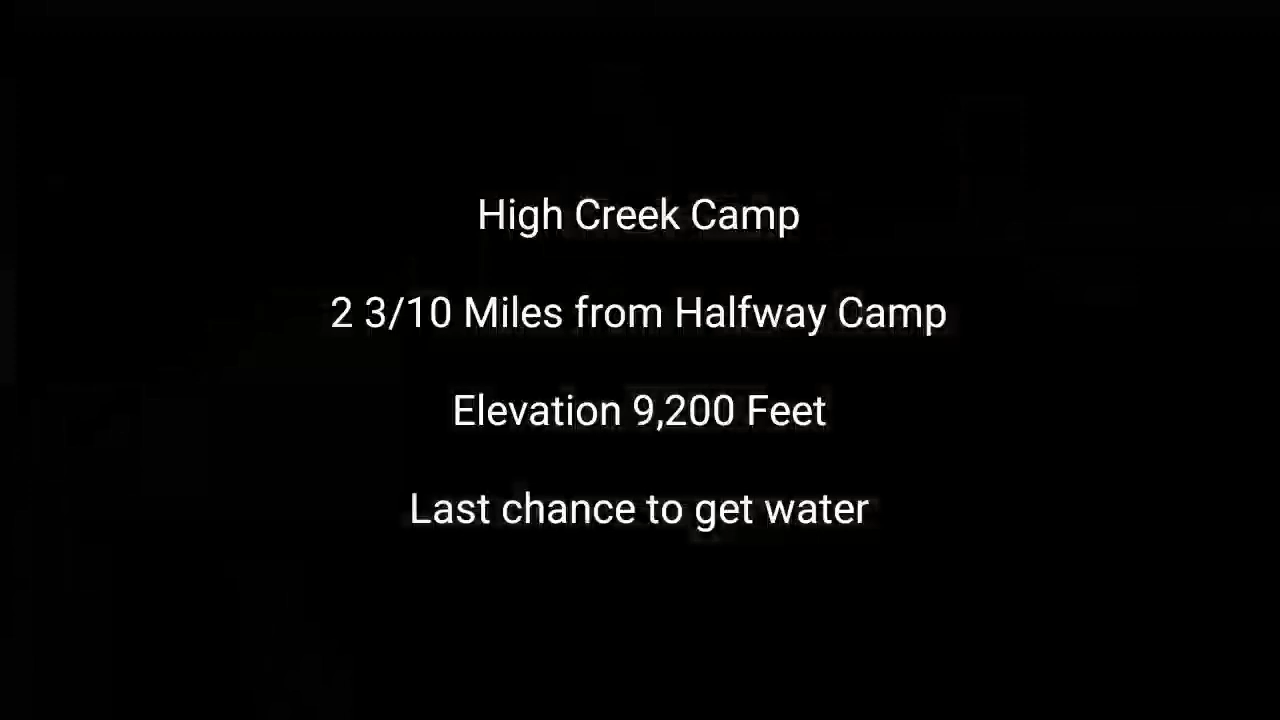 High Creek Camp
2 3/10 Miles from Halfway Camp
Elevation 9,200 Feet
Last chance to get water